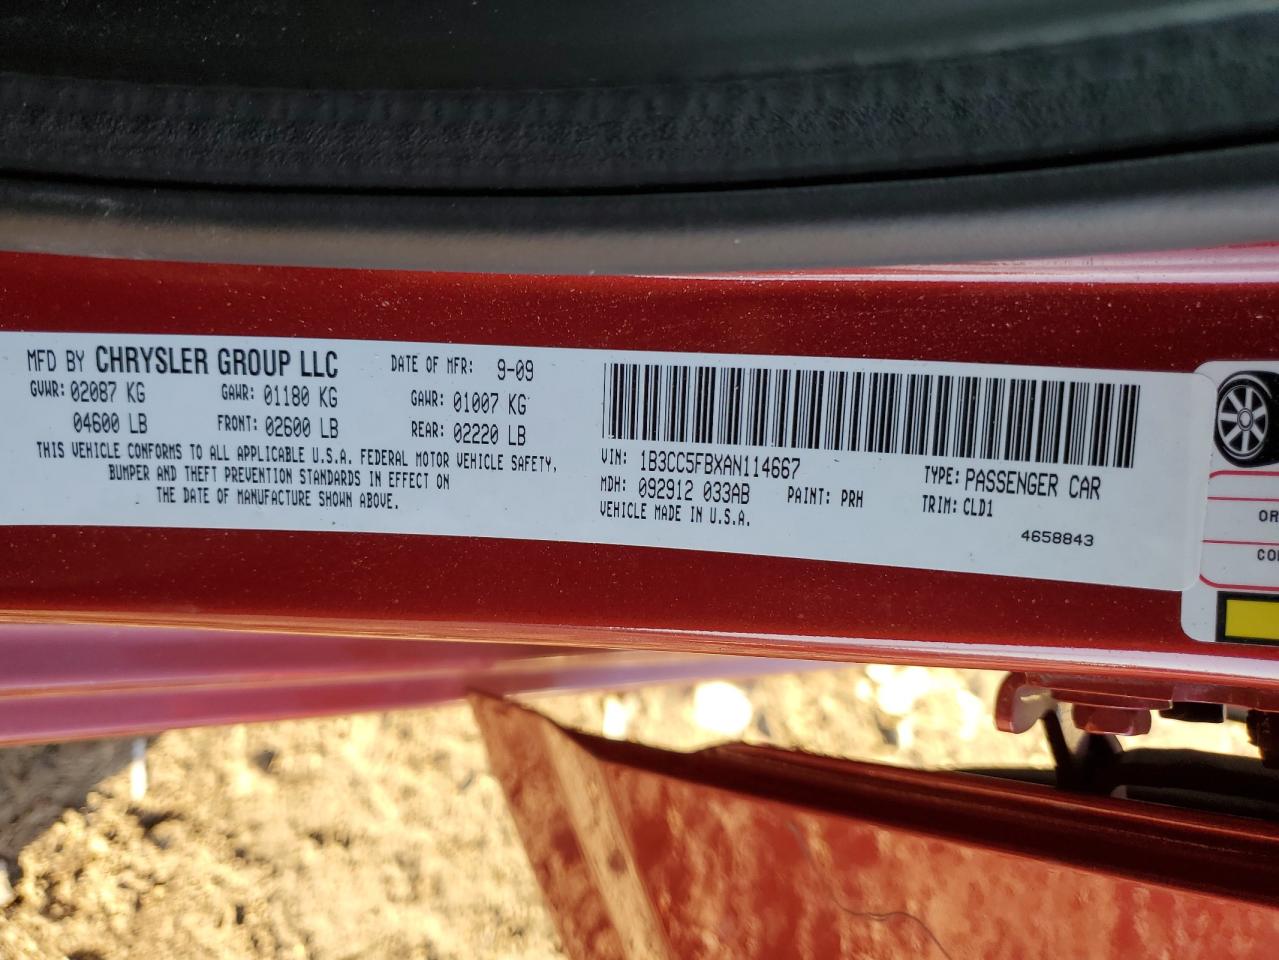 MFD BY CHRYSLER GROUP LLC DATE OF MFR: 9-09
GVWR: 02087 KG GAWR: 01180 KG GAWR: 01007 KG
04600 LB FRONT: 02600 LB REAR: 02220 LB
THIS VEHICLE CONFORMS TO ALL APPLICABLE U.S.A. FEDERAL MOTOR VEHICLE SAFETY,
BUMPER AND THEFT PREVENTION STANDARDS IN EFFECT ON
THE DATE OF MANUFACTURE SHOWN ABOVE.
VIN: 1B3CC5FBXAN114667 TYPE: PASSENGER CAR
MDH: 092912 033AB PAINT: PRH TRIM: CLD1
VEHICLE MADE IN U.S.A.
4658843
OR
CO